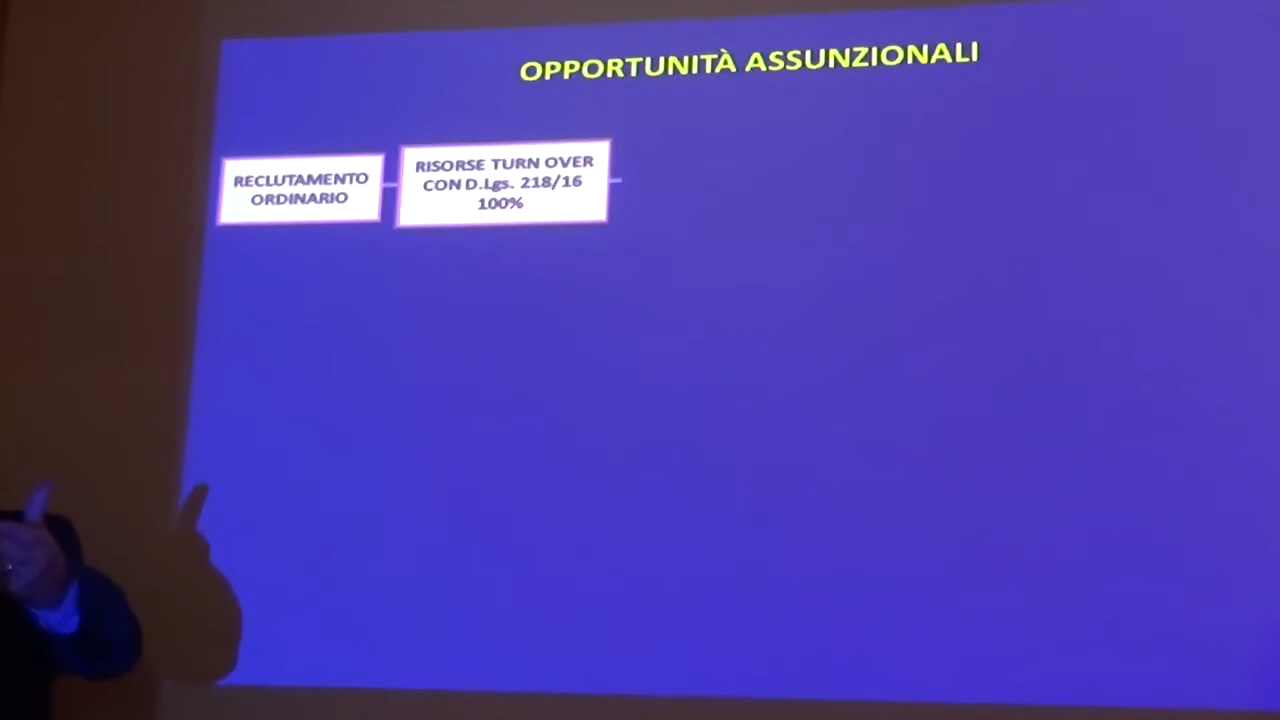 OPPORTUNITÀ ASSUNZIONALI
RECLUTAMENTO
ORDINARIO
RISORSE TURN OVER
CON D.Lgs. 218/16
100%